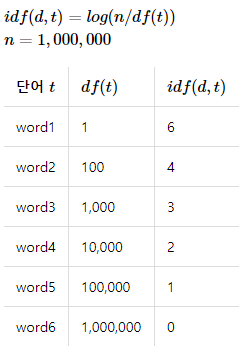 idf(d, t) = log(n/df(t))
n = 1,000,000
단어 t df(t) idf(d, t)
word1 1 6
word2 100 4
word3 1,000 3
word4 10,000 2
word5 100,000 1
word6 1,000,000 0